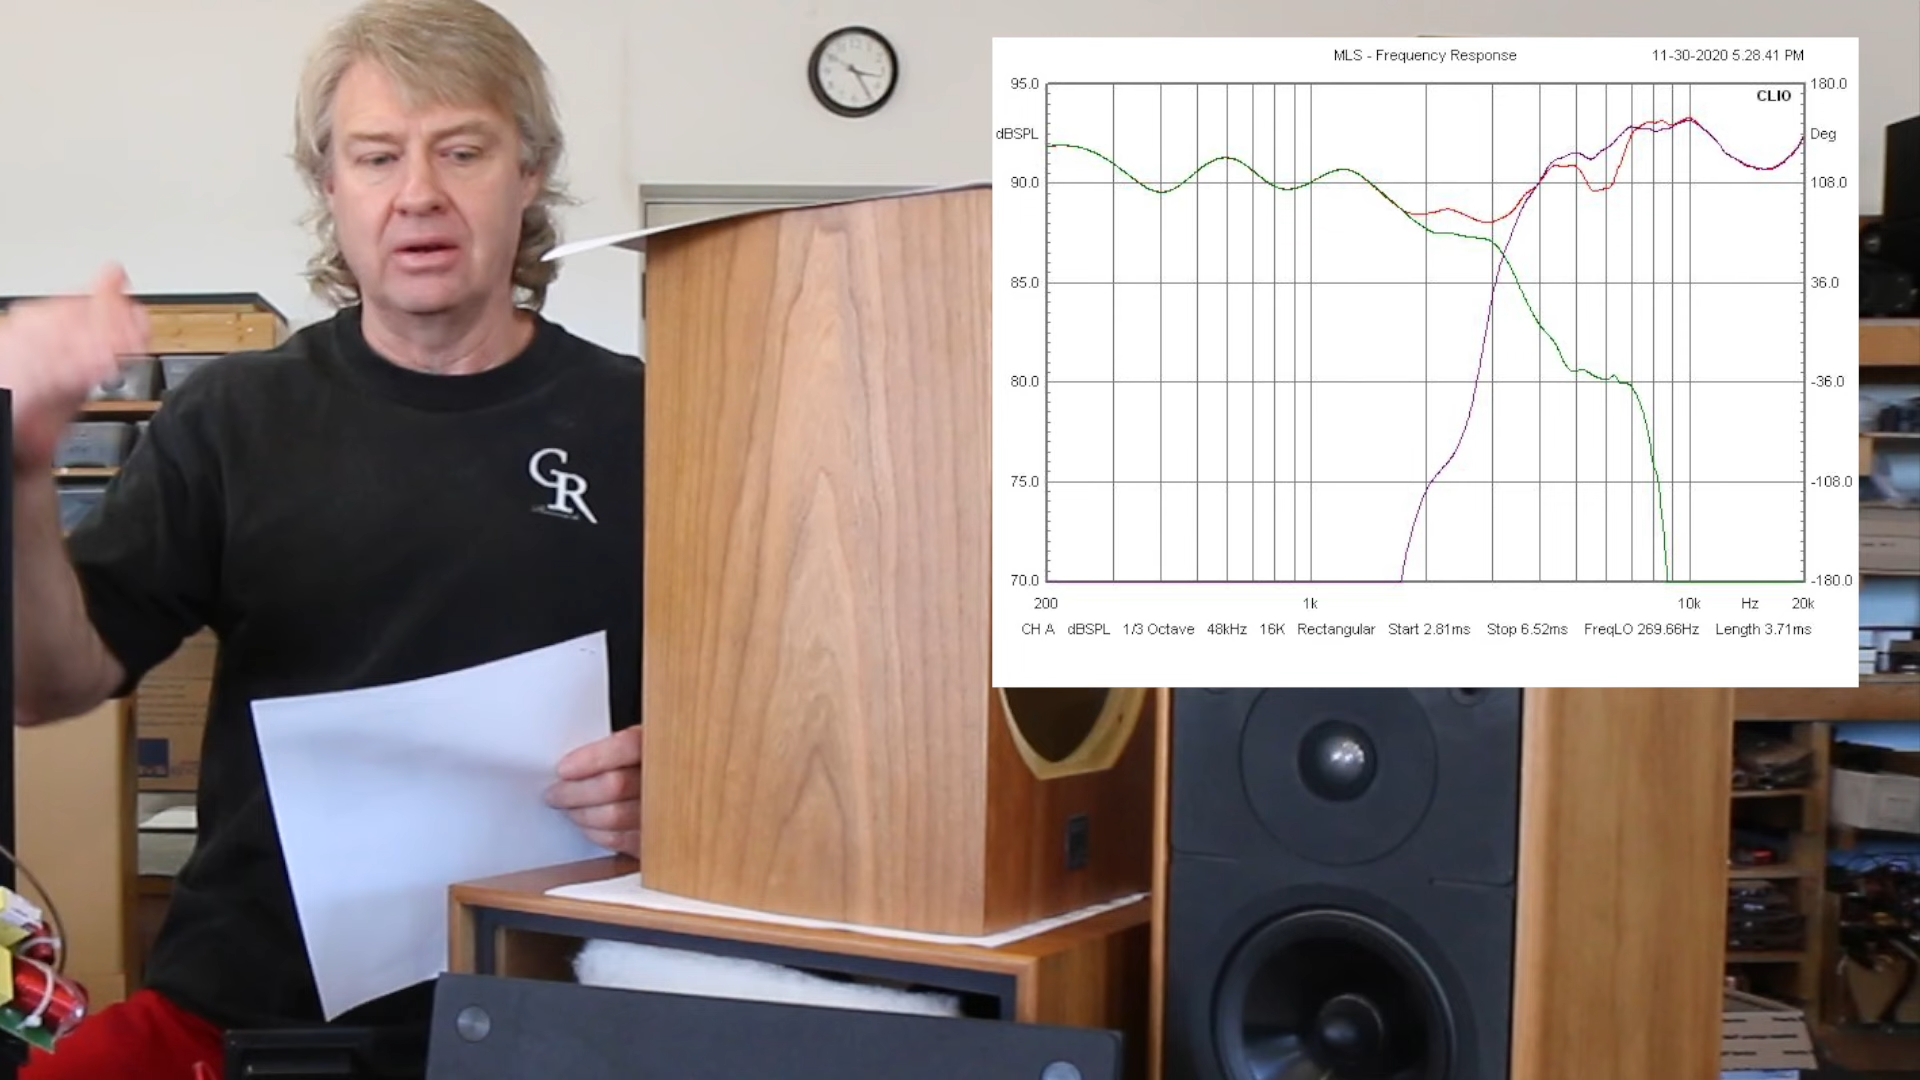 MLS - Frequency Response 11-30-2020 5.28.41 PM
95.0 180.0
CLIO
dBSPL Deg
90.0 108.0
85.0 36.0
80.0 -36.0
75.0 -108.0
70.0 -180.0
200 1k 10k Hz 20k
CH A dBSPL 1/3 Octave 48kHz 16K Rectangular Start 2.81ms Stop 6.52ms FreqLO 269.66Hz Length 3.71ms
GR